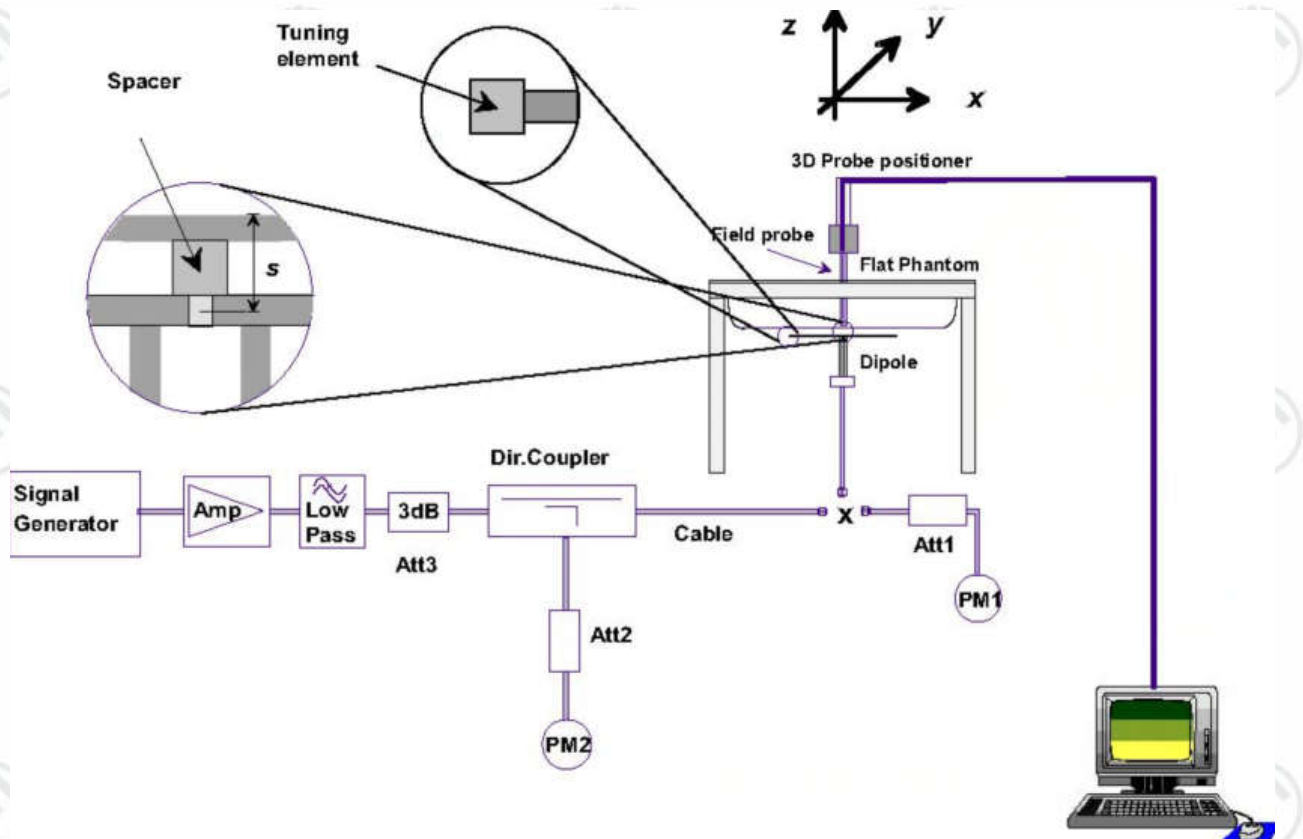 Tuning
element
Spacer
z
y
x
3D Probe positioner
Field probe
Flat Phantom
s
Dipole
Dir.Coupler
Signal
Generator
Amp
Low
Pass
3dB
Att3
Cable
x
Att1
PM1
Att2
PM2